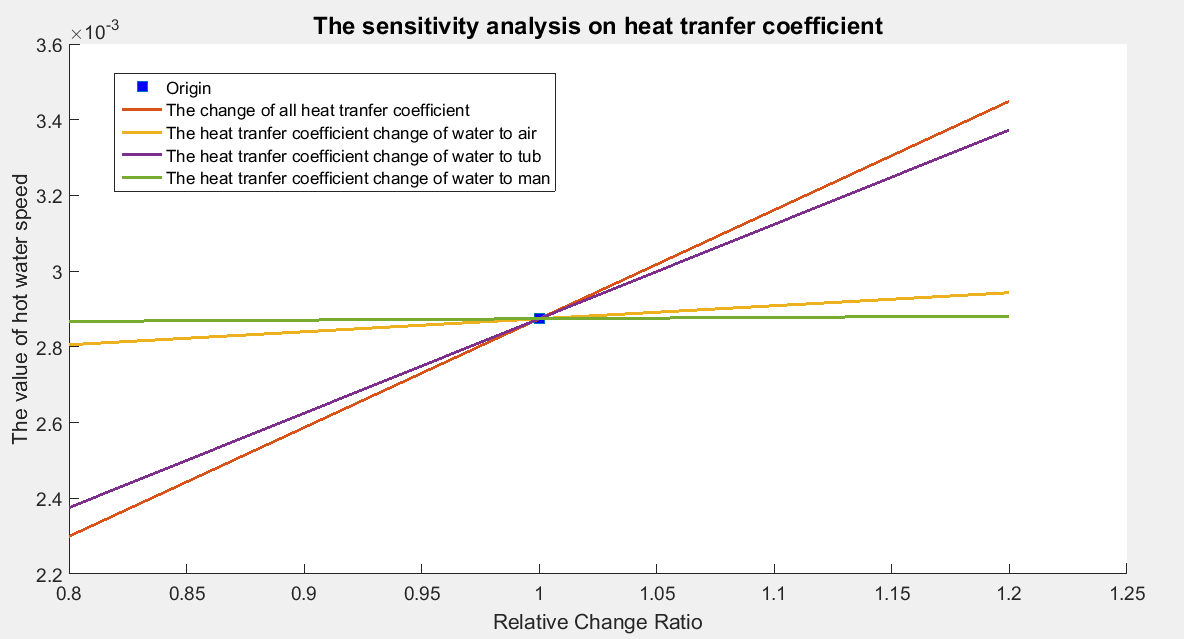 The sensitivity analysis on heat tranfer coefficient
×10-3
3.6
3.4
3.2
3
2.8
2.6
2.4
2.2
The value of hot water speed
Origin
The change of all heat tranfer coefficient
The heat tranfer coefficient change of water to air
The heat tranfer coefficient change of water to tub
The heat tranfer coefficient change of water to man
0.8 0.85 0.9 0.95 1 1.05 1.1 1.15 1.2 1.25
Relative Change Ratio